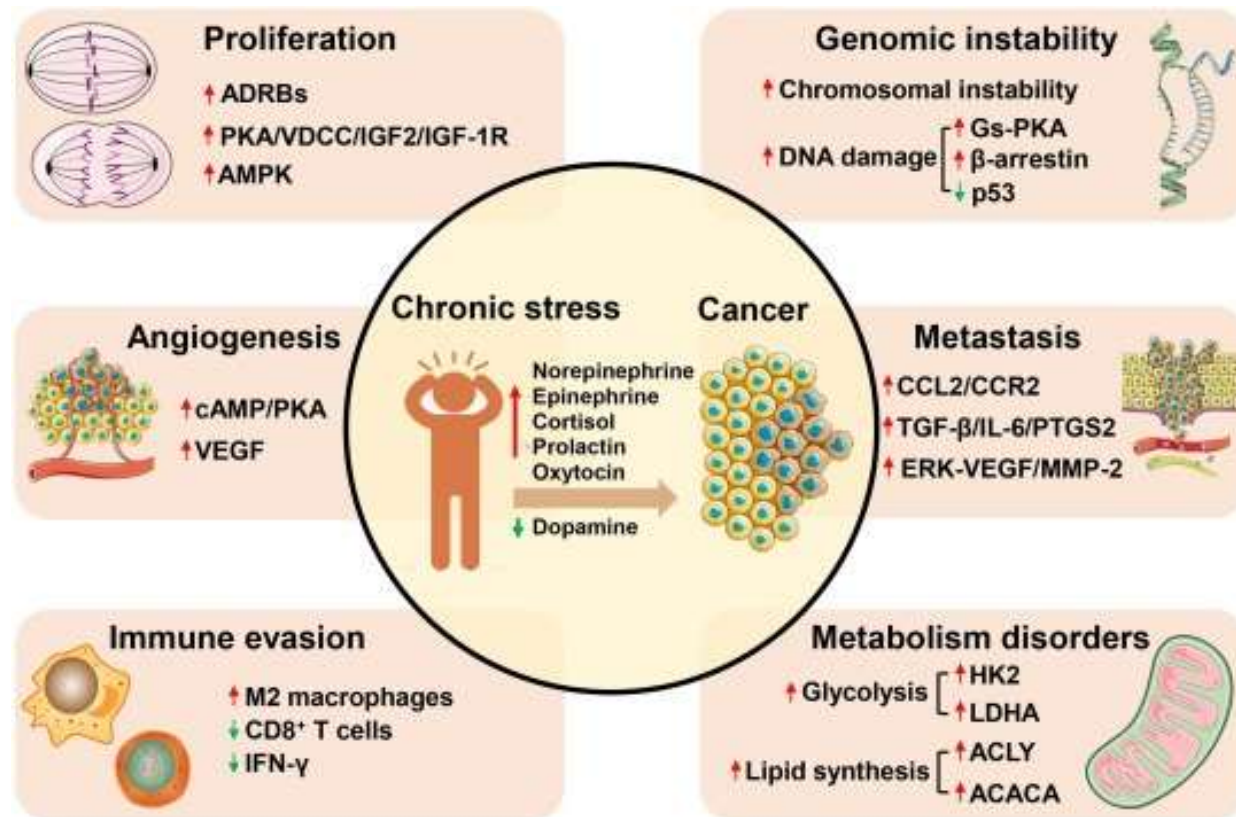 Proliferation
↑ADRBs
↑PKA/VDCC/IGF2/IGF-1R
↑AMPK
Genomic instability
↑Chromosomal instability
↑DNA damage
↑Gs-PKA
↑β-arrestin
↓p53
Angiogenesis
↑cAMP/PKA
↑VEGF
Chronic stress
Cancer
↑
Norepinephrine
Epinephrine
Cortisol
Prolactin
Oxytocin
↓Dopamine
Metastasis
↑CCL2/CCR2
↑TGF-β/IL-6/PTGS2
↑ERK-VEGF/MMP-2
Immune evasion
↑M2 macrophages
↓CD8⁺ T cells
↓IFN-γ
Metabolism disorders
↑Glycolysis
↑HK2
↑LDHA
↑Lipid synthesis
↑ACLY
↑ACACA